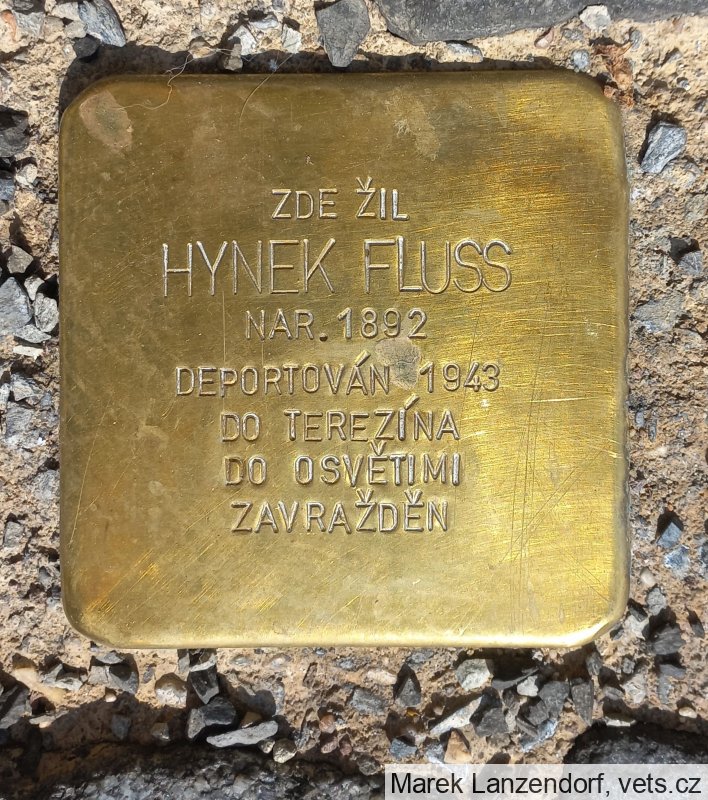 ZDE ŽIL
HYNEK FLUSS
NAR. 1892
DEPORTOVÁN 1943
DO TEREZÍNA
DO OSVĚTIMI
ZAVRAŽDĚN
Marek Lanzendorf, vets.cz